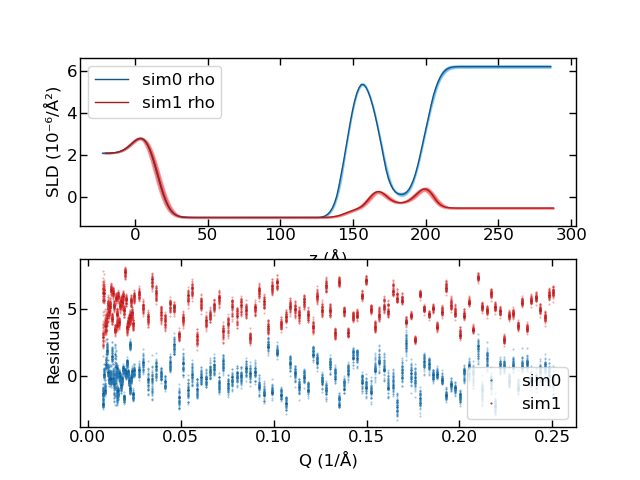 6
4
2
0
SLD (10⁻⁶/Å²)
sim0 rho
sim1 rho
0 50 100 150 200 250 300
z (Å)
5
0
Residuals
sim0
sim1
0.00 0.05 0.10 0.15 0.20 0.25
Q (1/Å)